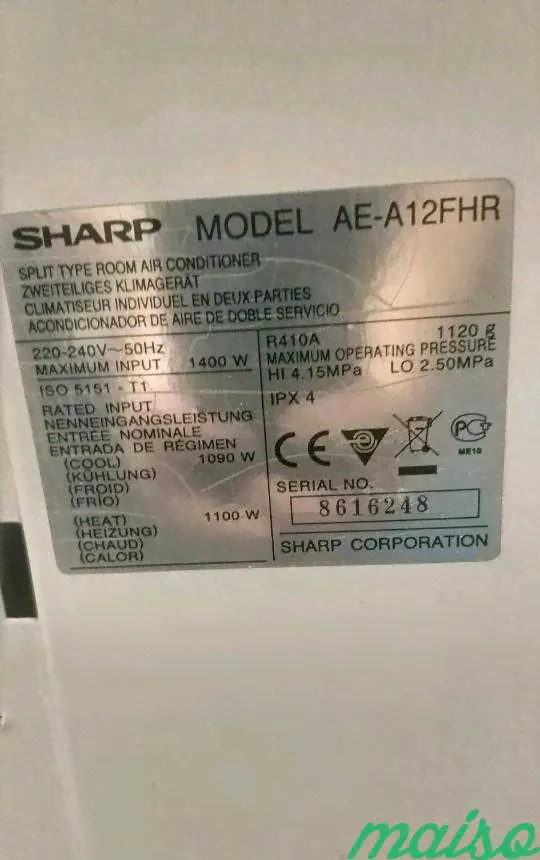 SHARP MODEL AE-A12FHR
SPLIT TYPE ROOM AIR CONDITIONER
ZWEITEILIGES KLIMAGERÄT
CLIMATISEUR INDIVIDUEL EN DEUX PARTIES
ACONDICIONADOR DE AIRE DE DOBLE SERVICIO
220-240V~50Hz
MAXIMUM INPUT 1400 W
ISO 5151 - T1
RATED INPUT
NENNEINGANGSLEISTUNG
ENTRÉE NOMINALE
ENTRADA DE RÉGIMEN
(COOL) 1090 W
(KÜHLUNG)
(FROID)
(FRÍO)
(HEAT) 1100 W
(HEIZUNG)
(CHAUD)
(CALOR)
R410A 1120 g
MAXIMUM OPERATING PRESSURE
HI 4.15MPa LO 2.50MPa
IPX 4
CE PCT
ME10
SERIAL NO.
8616248
SHARP CORPORATION
maiso